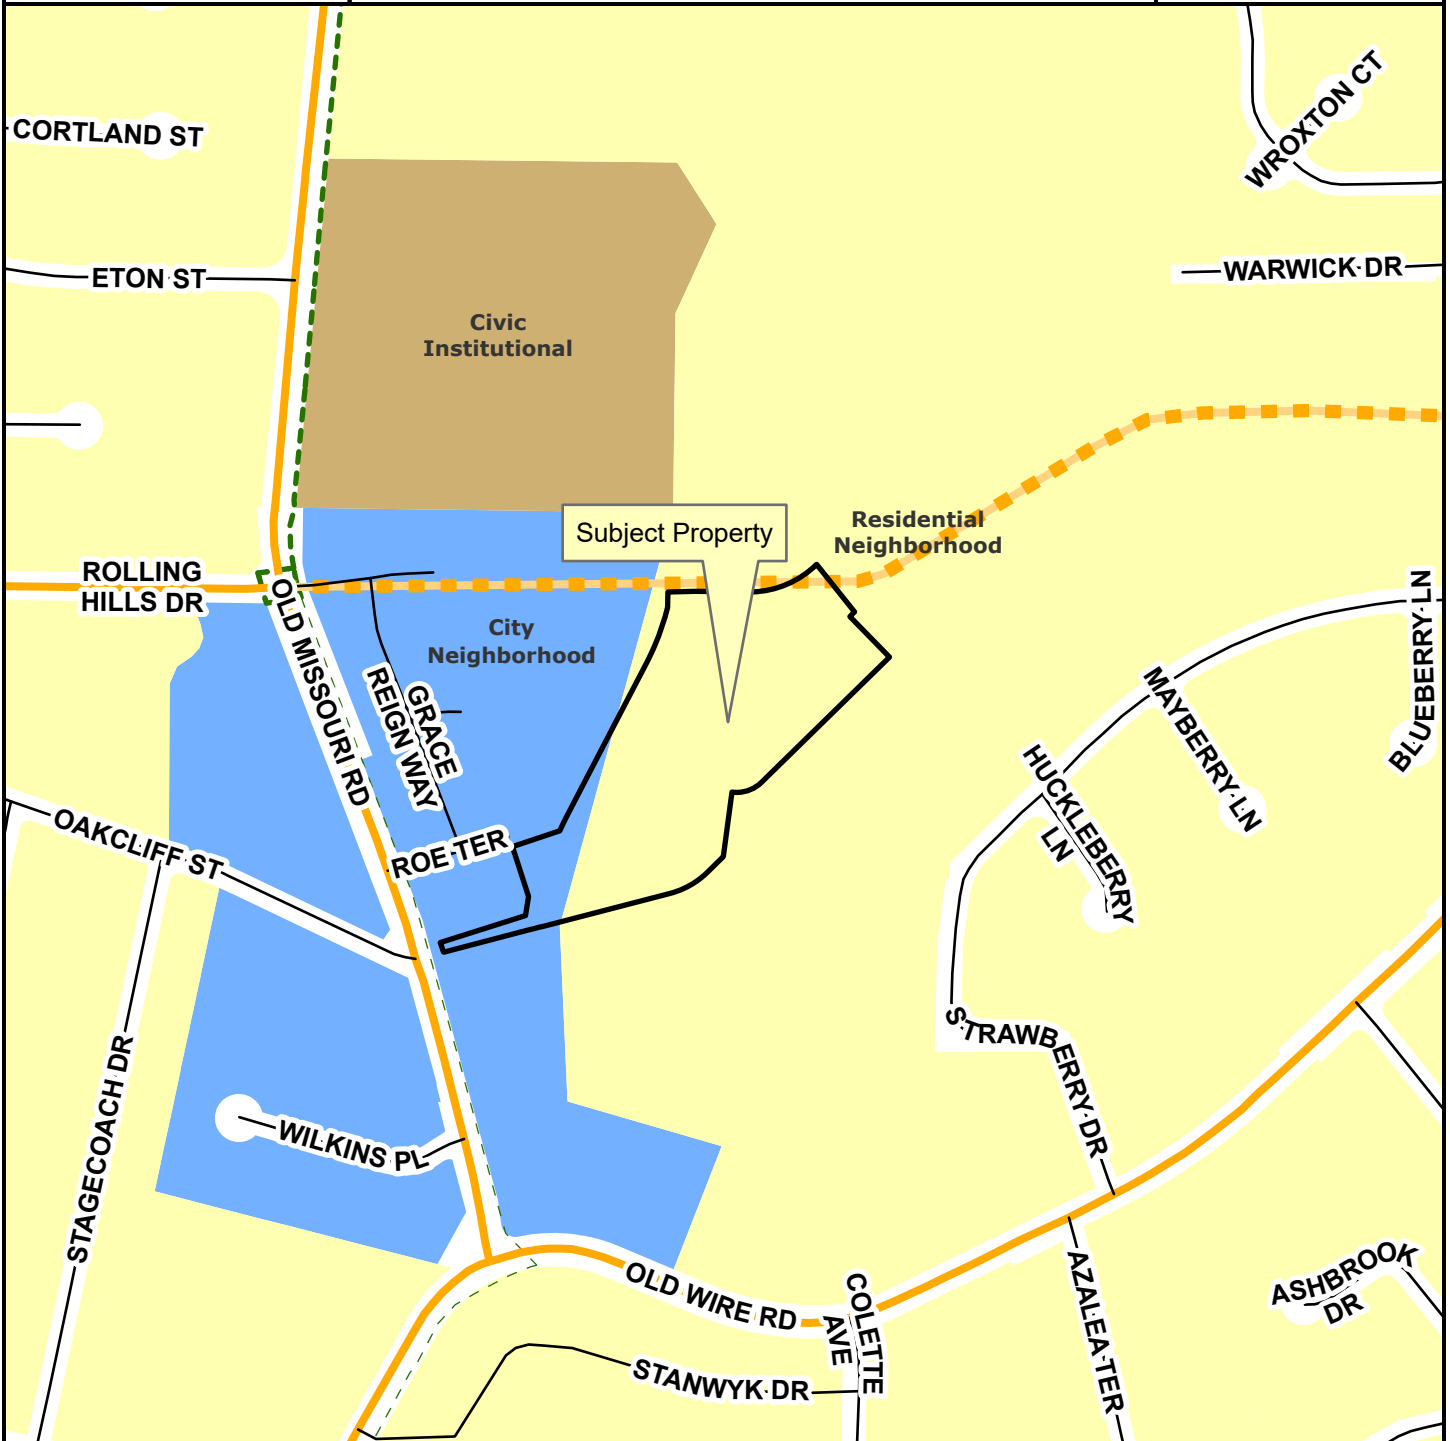 CORTLAND ST
WROXTON CT
ETON ST
WARWICK DR
Civic
Institutional
Subject Property
Residential
Neighborhood
ROLLING
HILLS DR
OLD MISSOURI RD
City
Neighborhood
GRACE
REIGN WAY
BLUEBERRY LN
MAYBERRY LN
HUCKLEBERRY
LN
OAKCLIFF ST
ROE TER
STRAWBERRY DR
STAGECOACH DR
WILKINS PL
OLD WIRE RD
COLETTE
AVE
AZALEA TER
ASHBROOK
DR
STANWYK DR